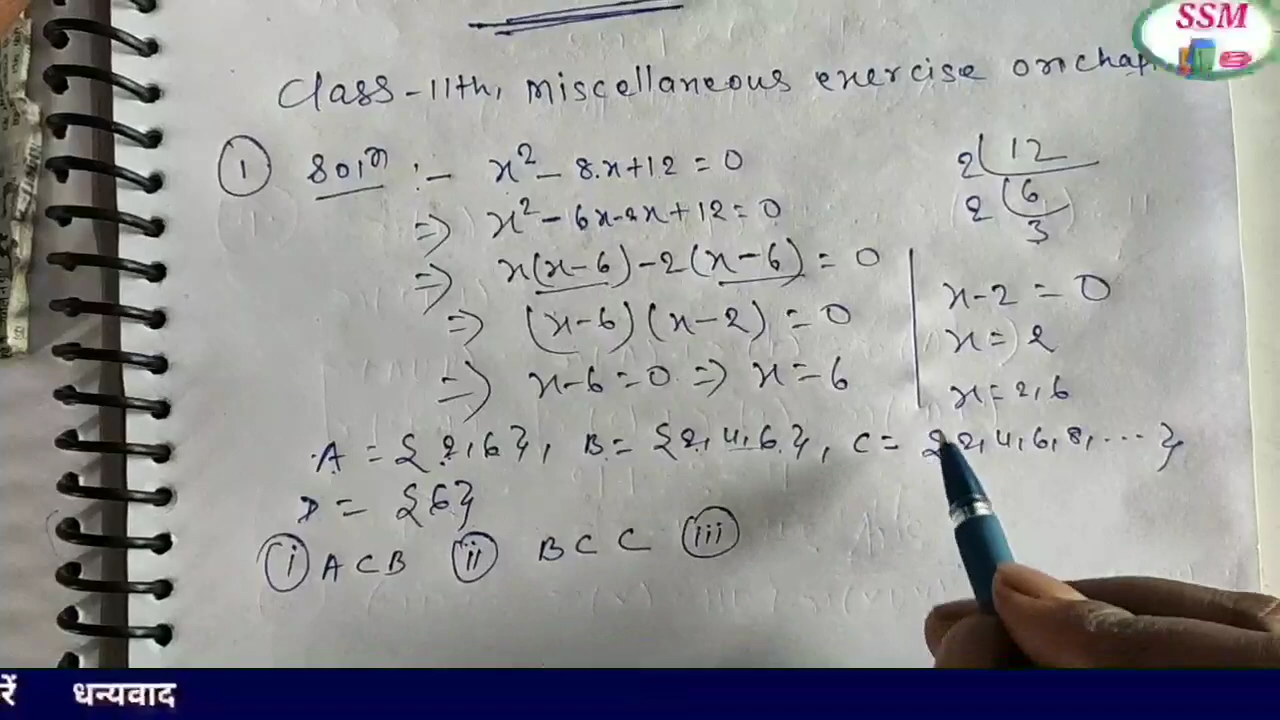 SSM
Class-11th, miscellaneous exercise on chap
① Solⁿ :- x² - 8x+12 = 0
⇒ x² - 6x-2x+12=0
⇒ x(x-6)-2(x-6) = 0
⇒ (x-6)(x-2) = 0
⇒ x-6=0 ⇒ x=6
2 12
2 6
3
x-2 = 0
x = 2
x = 2,6
A = {2,6}, B = {2,4,6}, C = {2,4,6,8,...}
D = {6}
(i) A⊂B (ii) B⊂C (iii)
रें धन्यवाद